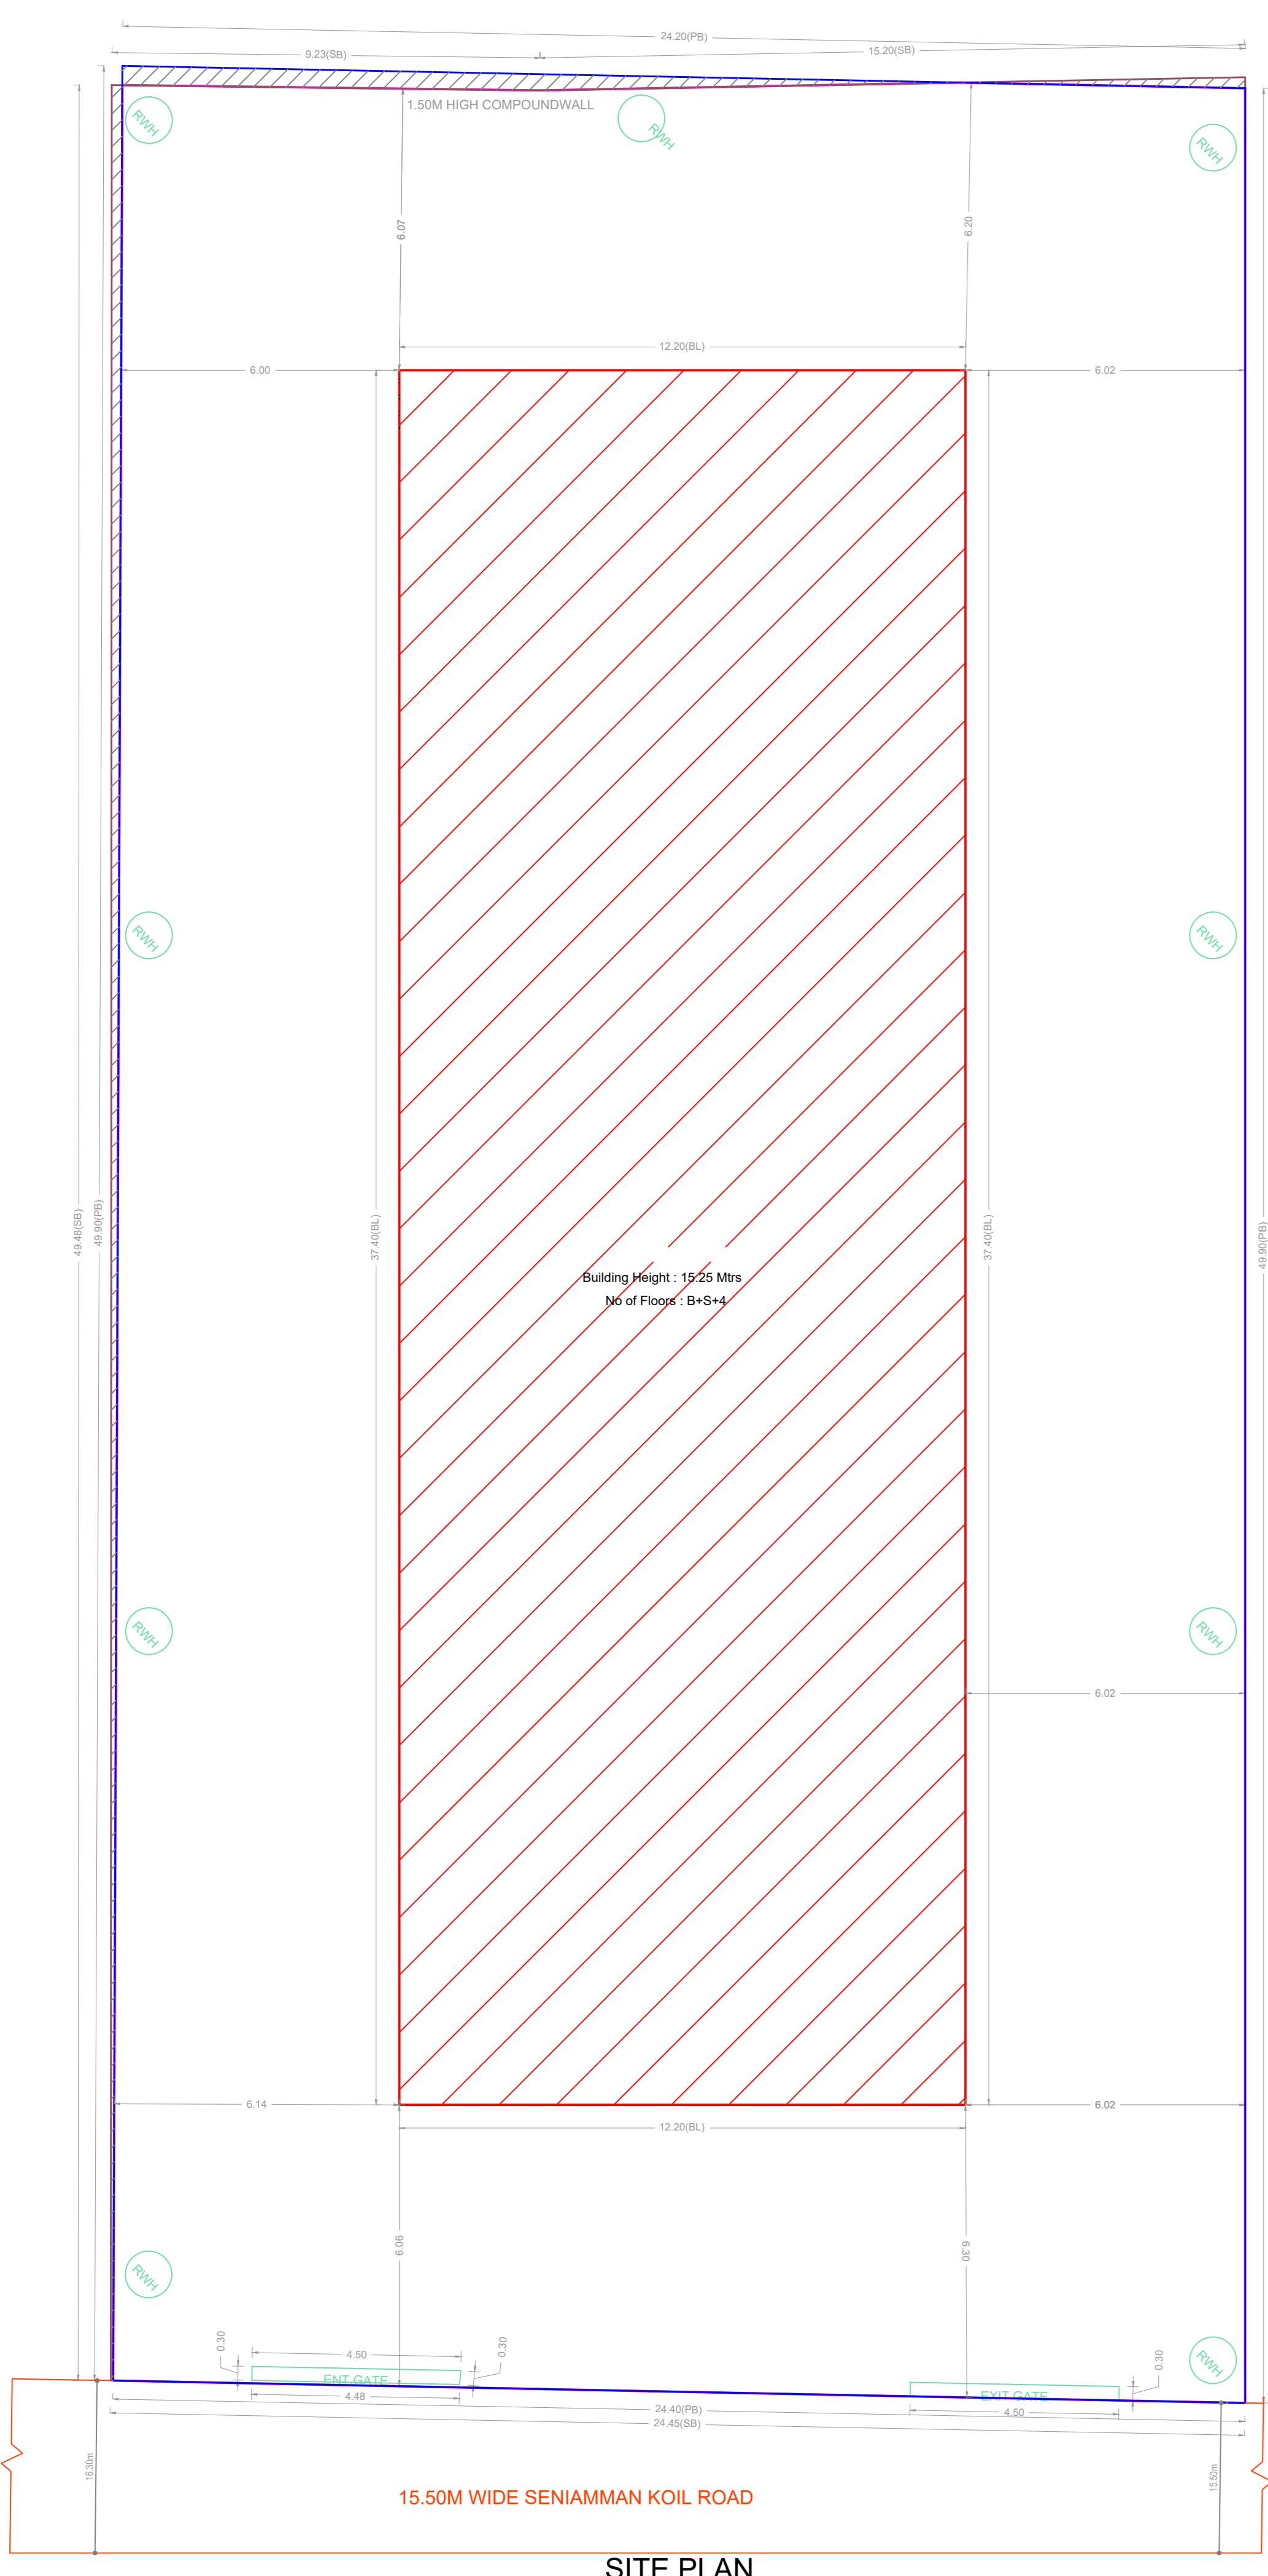 24.20(PB)
9.23(SB)
15.20(SB)
1.50M HIGH COMPOUNDWALL
RWH
RWH
RWH
6.07
6.20
12.20(BL)
6.00
6.02
RWH
RWH
49.48(SB)
49.90(PB)
37.40(BL)
37.40(BL)
49.90(PB)
Building Height : 15.25 Mtrs
No of Floors : B+S+4
RWH
RWH
6.02
6.14
6.02
12.20(BL)
6.06
6.30
RWH
RWH
0.30
4.50
0.30
ENT.GATE
4.48
0.30
EXIT GATE
4.50
24.40(PB)
24.45(SB)
16.30m
15.50m
15.50M WIDE SENIAMMAN KOIL ROAD
SITE PLAN